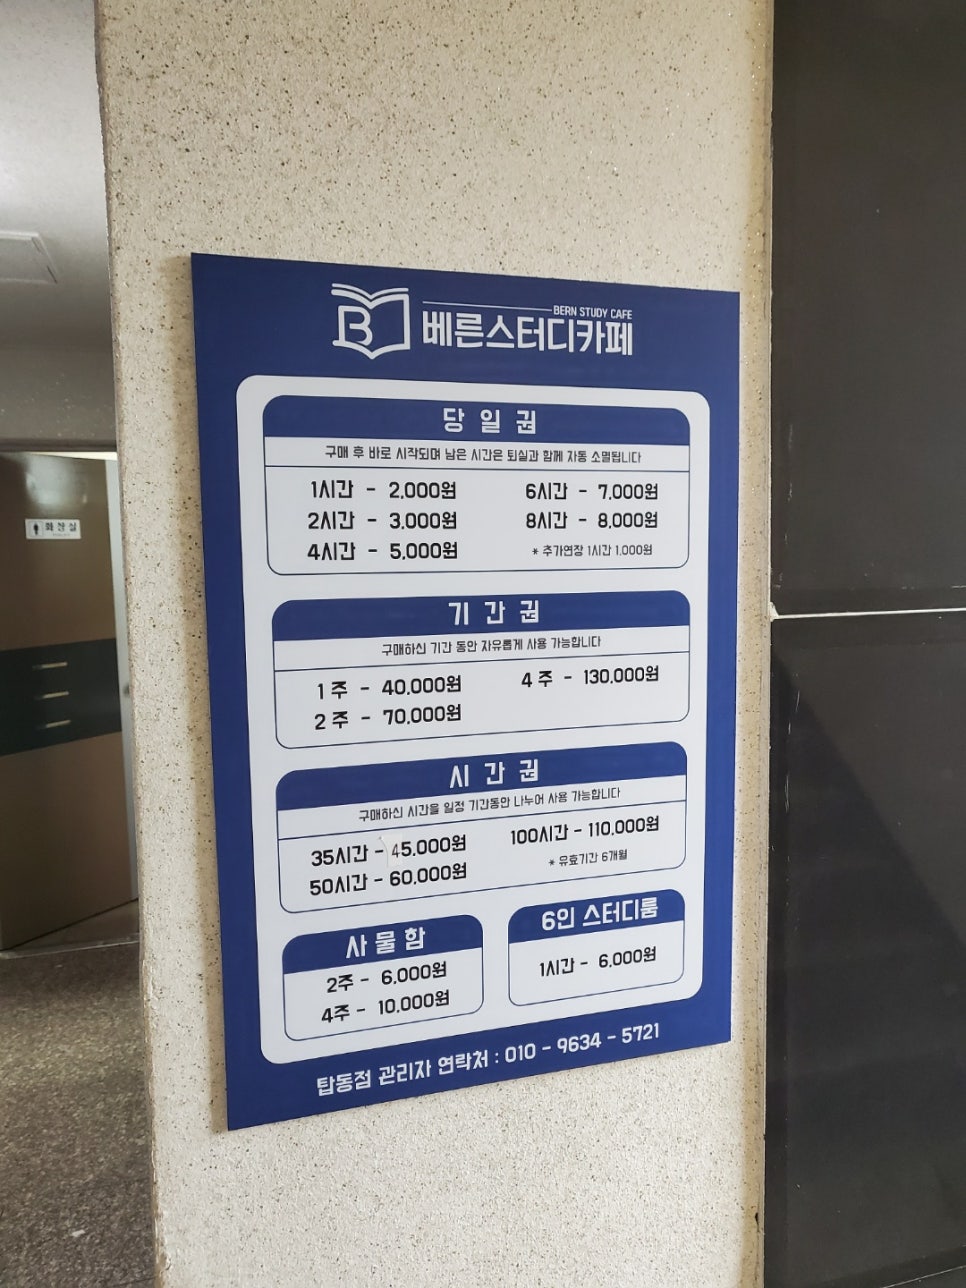 BERN STUDY CAFE
B 베른스터디카페
당일권
구매 후 바로 시작되며 남은 시간은 퇴실과 함께 자동 소멸됩니다
1시간 - 2,000원
2시간 - 3,000원
4시간 - 5,000원
6시간 - 7,000원
8시간 - 8,000원
* 추가연장 1시간 1,000원
기간권
구매하신 기간 동안 자유롭게 사용 가능합니다
1주 - 40,000원
2주 - 70,000원
4주 - 130,000원
시간권
구매하신 시간을 일정 기간동안 나누어 사용 가능합니다
35시간 - 45,000원
50시간 - 60,000원
100시간 - 110,000원
* 유효기간 6개월
사물함
2주 - 6,000원
4주 - 10,000원
6인 스터디룸
1시간 - 6,000원
탑동점 관리자 연락처 : 010 - 9634 - 5721
화장실